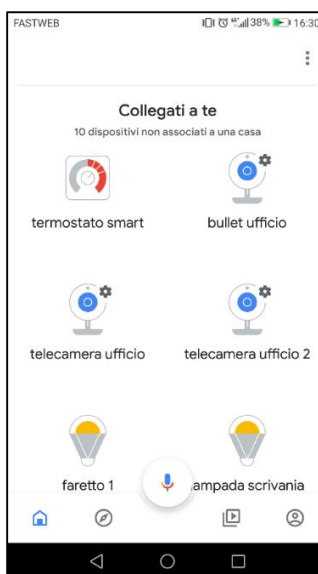 FASTWEB 38% 16:30
Collegati a te
10 dispositivi non associati a una casa
termostato smart bullet ufficio
telecamera ufficio telecamera ufficio 2
faretto 1 lampada scrivania